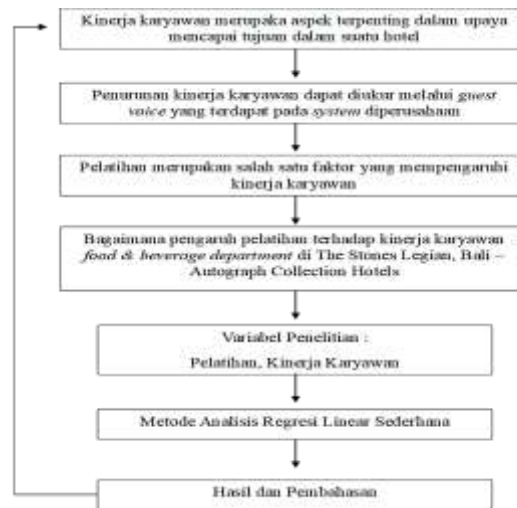 Kinerja karyawan merupaka aspek terpenting dalam upaya
mencapai tujuan dalam suatu hotel
Penurunan kinerja karyawan dapat diukur melalui guest
voice yang terdapat pada system diperusahaan
Pelatihan merupakan salah satu faktor yang mempengaruhi
kinerja karyawan
Bagaimana pengaruh pelatihan terhadap kinerja karyawan
food & beverage department di The Stones Legian, Bali –
Autograph Collection Hotels
Variabel Penelitian :
Pelatihan, Kinerja Karyawan
Metode Analisis Regresi Linear Sederhana
Hasil dan Pembahasan